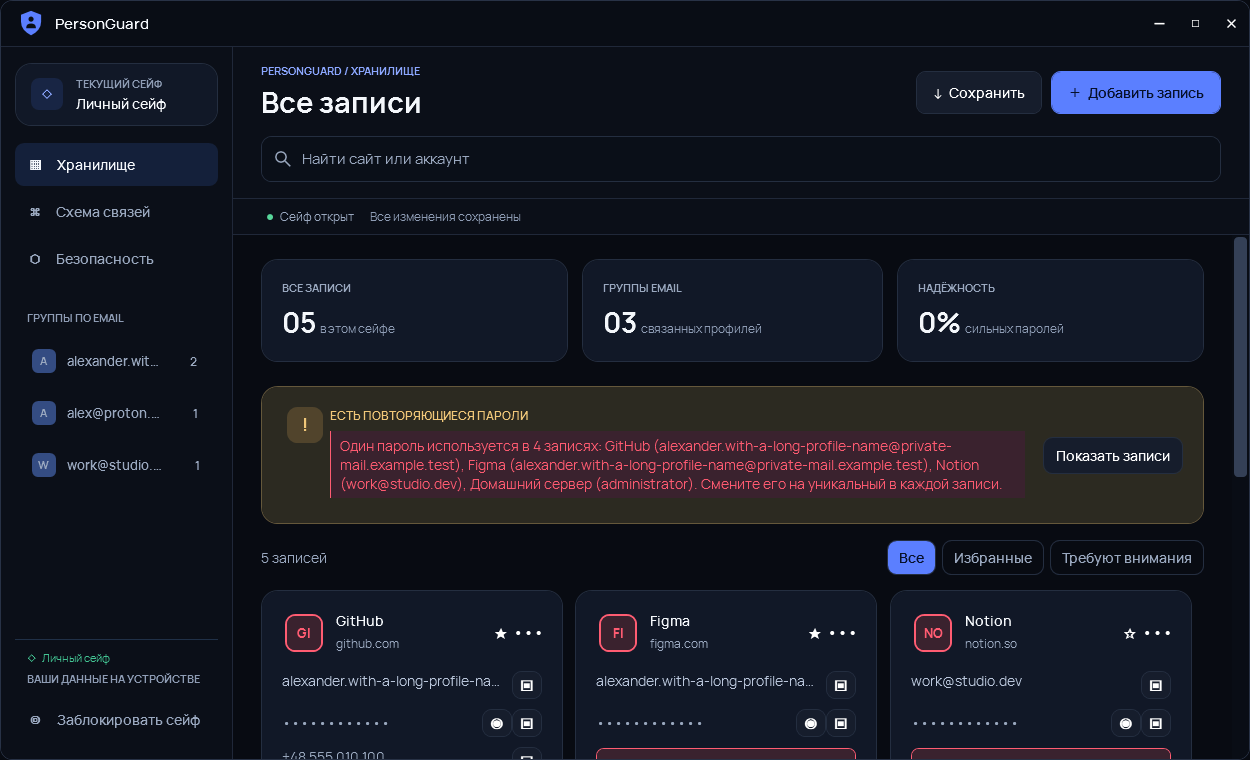 PersonGuard
ТЕКУЩИЙ СЕЙФ
Личный сейф
Хранилище
Схема связей
Безопасность
ГРУППЫ ПО EMAIL
A alexander.wit... 2
A alex@proton.... 1
W work@studio.... 1
Личный сейф
ВАШИ ДАННЫЕ НА УСТРОЙСТВЕ
Заблокировать сейф
PERSONGUARD / ХРАНИЛИЩЕ
Все записи
↓ Сохранить
+ Добавить запись
Найти сайт или аккаунт
Сейф открыт Все изменения сохранены
ВСЕ ЗАПИСИ
05 в этом сейфе
ГРУППЫ EMAIL
03 связанных профилей
НАДЁЖНОСТЬ
0% сильных паролей
!
ЕСТЬ ПОВТОРЯЮЩИЕСЯ ПАРОЛИ
Один пароль используется в 4 записях: GitHub (alexander.with-a-long-profile-name@private-
mail.example.test), Figma (alexander.with-a-long-profile-name@private-mail.example.test), Notion
(work@studio.dev), Домашний сервер (administrator). Смените его на уникальный в каждой записи.
Показать записи
5 записей
Все
Избранные
Требуют внимания
GI
GitHub
github.com
alexander.with-a-long-profile-na...
••••••••••••
+48 555 010 100
FI
Figma
figma.com
alexander.with-a-long-profile-na...
••••••••••••
NO
Notion
notion.so
work@studio.dev
••••••••••••